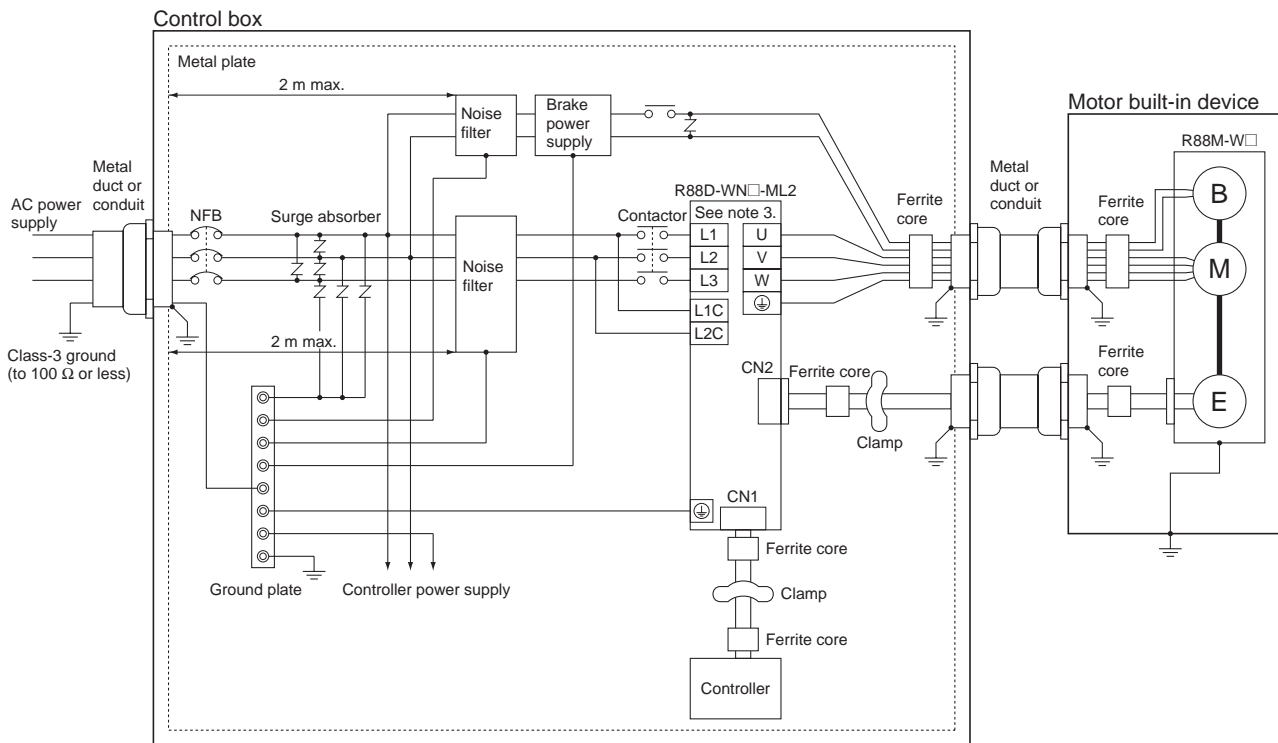 Control box
Metal plate
2 m max.
Noise
filter
Brake
power
supply
Motor built-in device
R88M-W□
Metal
duct or
conduit
AC power
supply
NFB
Surge absorber
Noise
filter
Contactor
R88D-WN□-ML2
See note 3.
L1
U
L2
V
L3
W
L1C
L2C
Ferrite
core
Metal
duct or
conduit
Ferrite
core
B
M
E
2 m max.
Class-3 ground
(to 100 Ω or less)
CN2
Ferrite core
Clamp
Ferrite
core
CN1
Ferrite core
Clamp
Ferrite core
Controller
Ground plate
Controller power supply